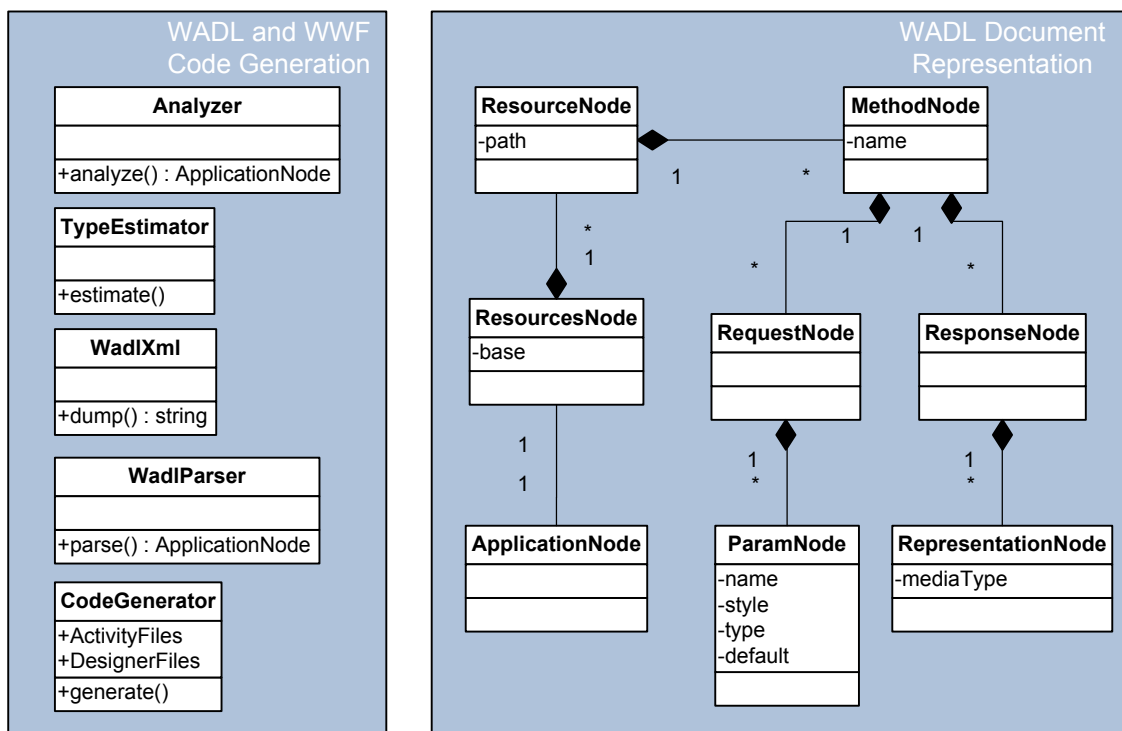 WADL and WWF
Code Generation
Analyzer
+analyze() : ApplicationNode
TypeEstimator
+estimate()
WadlXml
+dump() : string
WadlParser
+parse() : ApplicationNode
CodeGenerator
+ActivityFiles
+DesignerFiles
+generate()
WADL Document
Representation
ResourceNode
-path
1
*
MethodNode
-name
*
1
1
1
*
*
ResourcesNode
-base
RequestNode
ResponseNode
1
1
1
*
1
*
ApplicationNode
ParamNode
-name
-style
-type
-default
RepresentationNode
-mediaType